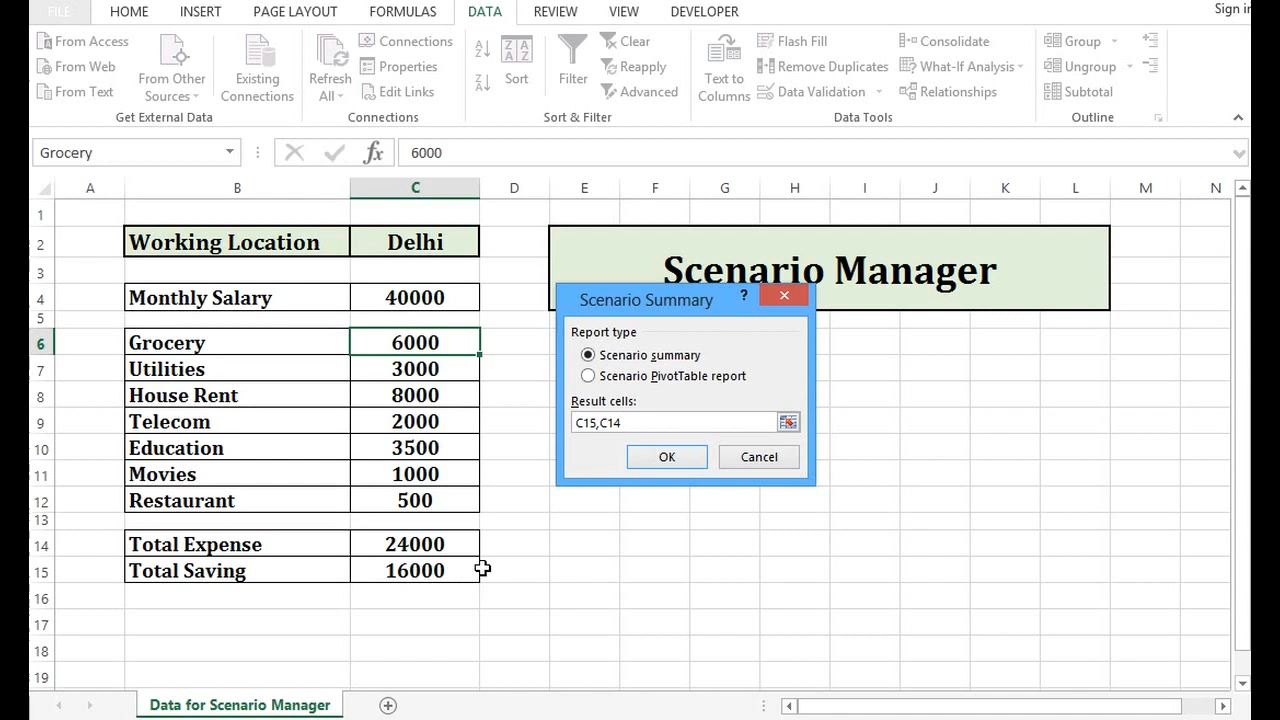 FILE HOME INSERT PAGE LAYOUT FORMULAS DATA REVIEW VIEW DEVELOPER Sign in
From Access
From Web
From Text
From Other
Sources
Existing
Connections
Get External Data
Refresh
All
Connections
Properties
Edit Links
Connections
A
Z
Z
A
Z A
A Z
Sort
Filter
Clear
Reapply
Advanced
Sort & Filter
Text to
Columns
Flash Fill
Remove Duplicates
Data Validation
Consolidate
What-If Analysis
Relationships
Data Tools
Group
Ungroup
Subtotal
Outline
Grocery fx 6000
A B C D E F G H I J K L M N
1
2 Working Location Delhi
3 Scenario Manager
4 Monthly Salary 40000
5
6 Grocery 6000
7 Utilities 3000
8 House Rent 8000
9 Telecom 2000
10 Education 3500
11 Movies 1000
12 Restaurant 500
13
14 Total Expense 24000
15 Total Saving 16000
16
17
18
19
Scenario Summary ?
Report type
Scenario summary
Scenario PivotTable report
Result cells:
C15,C14
OK Cancel
Data for Scenario Manager